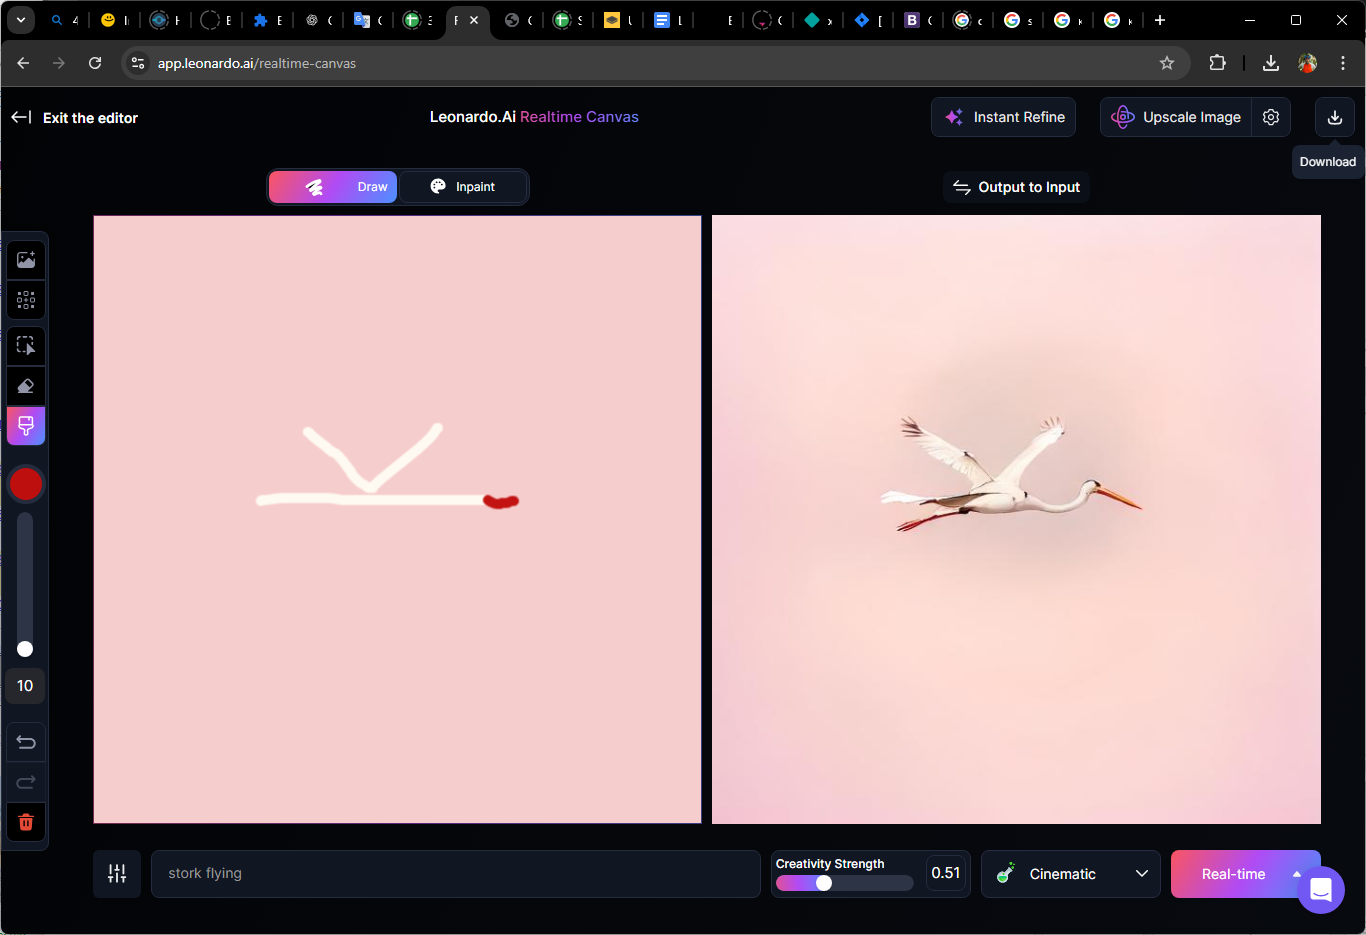 app.leonardo.ai/realtime-canvas
Exit the editor
Leonardo.Ai Realtime Canvas
Instant Refine
Upscale Image
Download
Draw
Inpaint
Output to Input
10
stork flying
Creativity Strength
0.51
Cinematic
Real-time